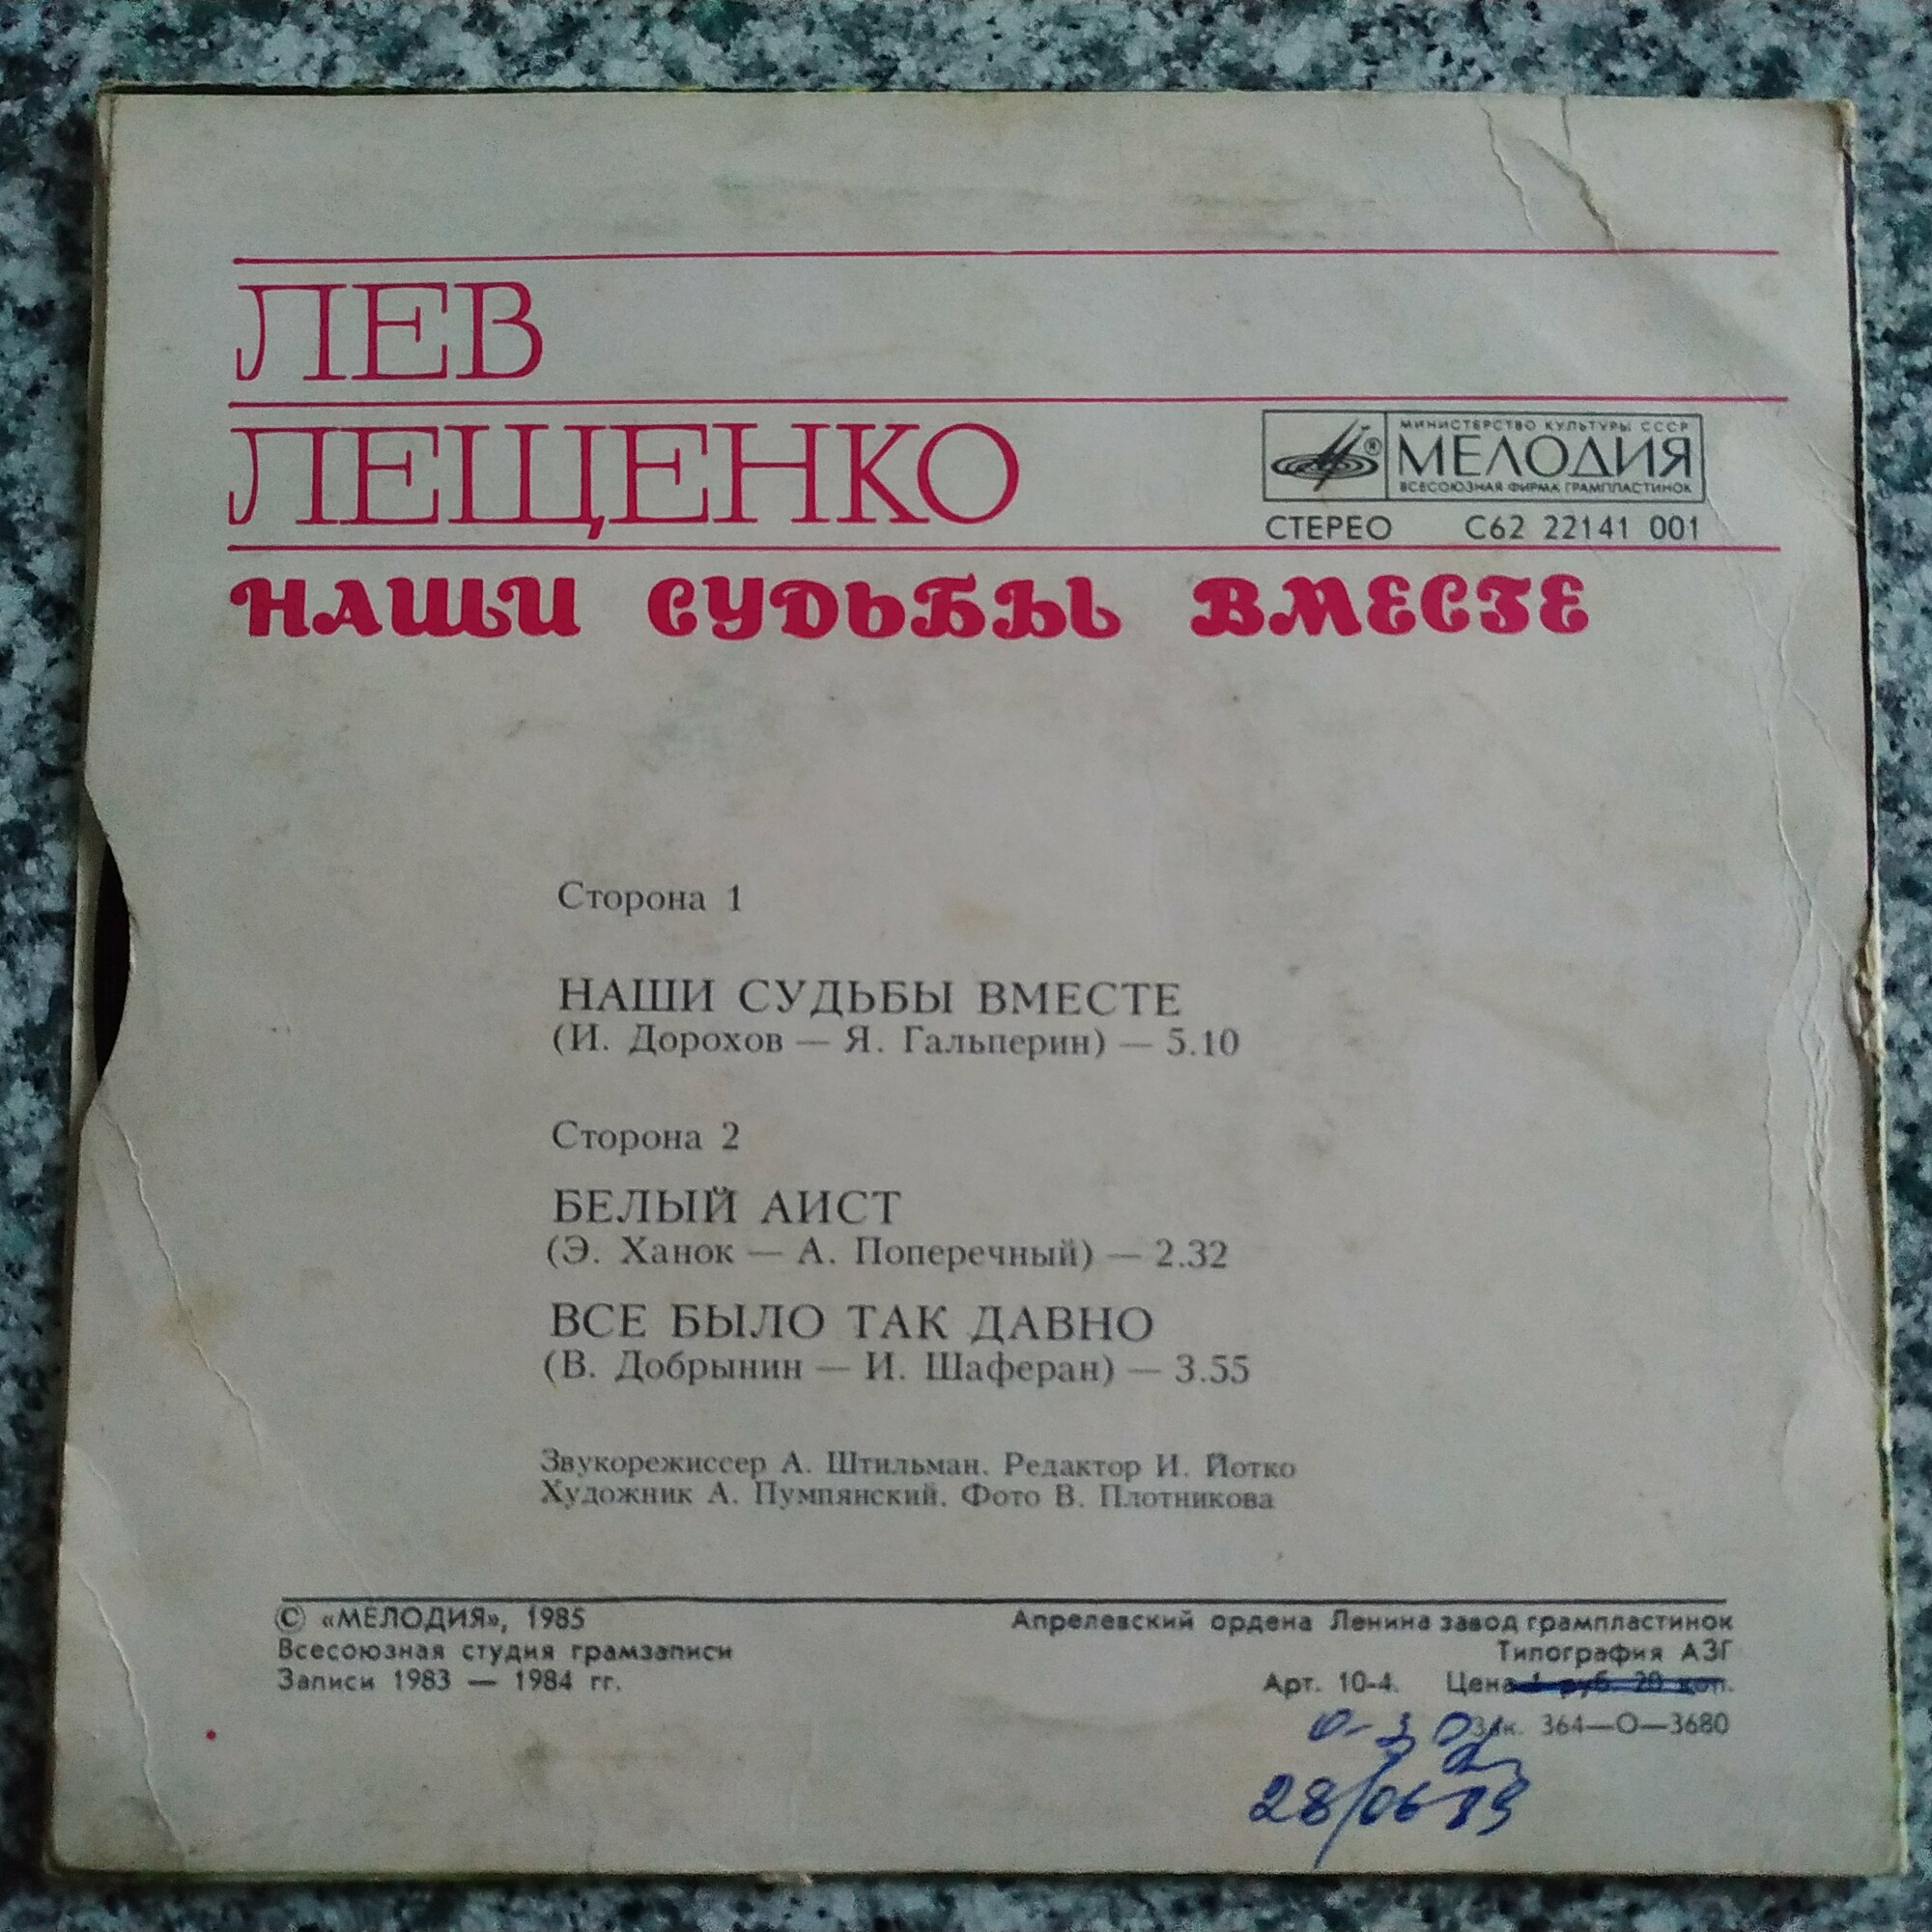 ЛЕВ
ЛЕЩЕНКО
МИНИСТЕРСТВО КУЛЬТУРЫ СССР
МЕЛОДИЯ
ВСЕСОЮЗНАЯ ФИРМА ГРАМПЛАСТИНОК
СТЕРЕО С62 22141 001
НАШИ СУДЬБЫ ВМЕСТЕ
Сторона 1
НАШИ СУДЬБЫ ВМЕСТЕ
(И. Дорохов — Я. Гальперин) — 5.10
Сторона 2
БЕЛЫЙ АИСТ
(Э. Ханок — А. Поперечный) — 2.32
ВСЕ БЫЛО ТАК ДАВНО
(В. Добрынин — И. Шаферан) — 3.55
Звукорежиссер А. Штильман. Редактор И. Йотко
Художник А. Пумпянский. Фото В. Плотникова
© «МЕЛОДИЯ», 1985
Всесоюзная студия грамзаписи
Записи 1983 — 1984 гг.
Апрелевский ордена Ленина завод грампластинок
Типография АЗГ
Арт. 10-4. Цена 1 руб. 20 коп.
Зак. 364—О—3680
28/06